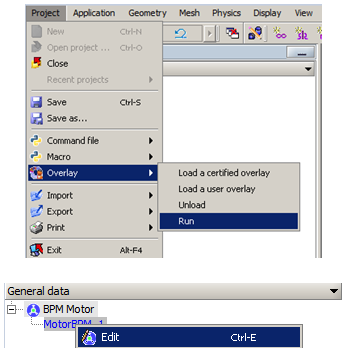 Project Application Geometry Mesh Physics Display View
New Ctrl-N
Open project ... Ctrl-O
Close
Recent projects
Save Ctrl-S
Save as...
Command file
Macro
Overlay
Load a certified overlay
Load a user overlay
Unload
Run
Import
Export
Print
Exit Alt-F4
General data
BPM Motor
MotorBPM_1
Edit Ctrl-E